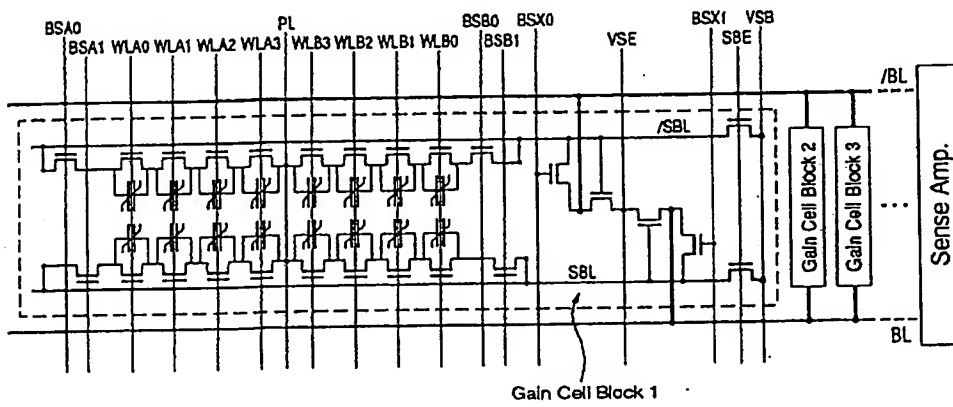 BSA0
BSA1
WLA0
WLA1
WLA2
WLA3
PL
WLB3
WLB2
WLB1
WLB0
BSB0
BSB1
BSX0
VSE
BSX1
SBE
VSB
/BL
/SBL
SBL
BL
Gain Cell Block 2
Gain Cell Block 3
...
Sense Amp.
Gain Cell Block 1